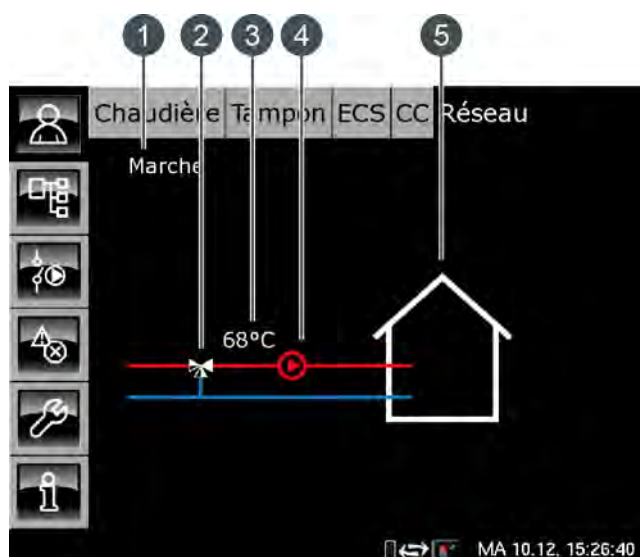 1 2 3 4 5
Chaudière Tampon ECS CC Réseau
Marche
68°C
MA 10.12. 15:26:40